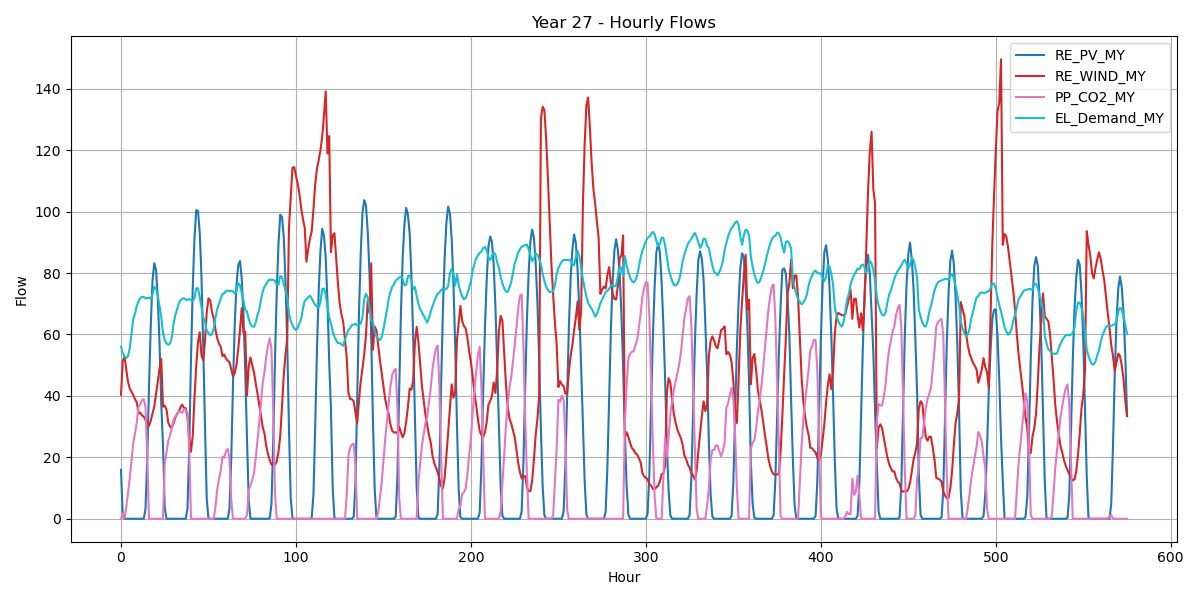 Year 27 - Hourly Flows
RE_PV_MY
RE_WIND_MY
PP_CO2_MY
EL_Demand_MY
Flow
140
120
100
80
60
40
20
0
0 100 200 300 400 500 600
Hour